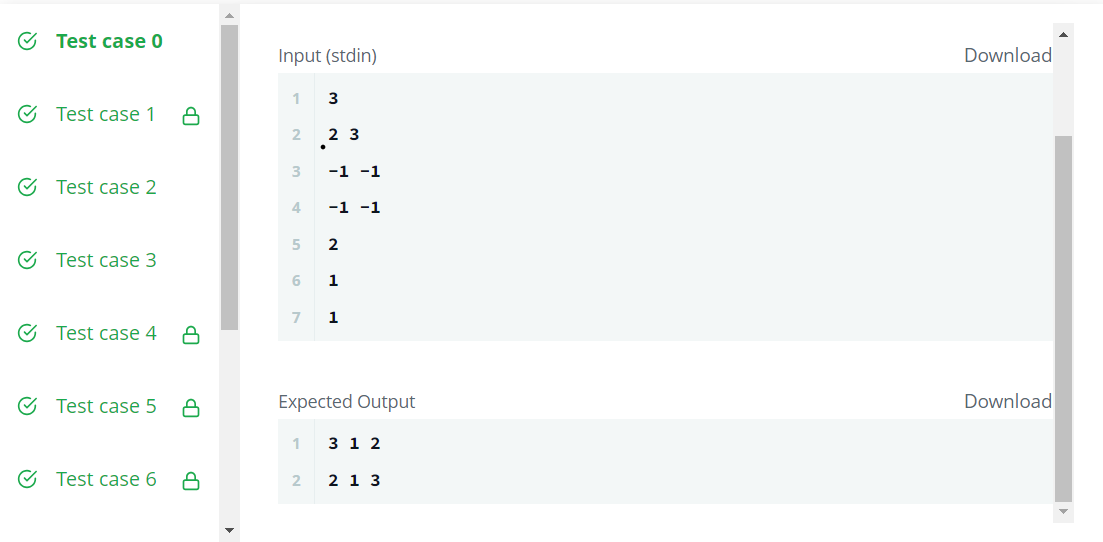 Test case 0
Test case 1
Test case 2
Test case 3
Test case 4
Test case 5
Test case 6
Input (stdin)
Download
1 3
2 2 3
3 −1 −1
4 −1 −1
5 2
6 1
7 1
Expected Output
Download
1 3 1 2
2 2 1 3